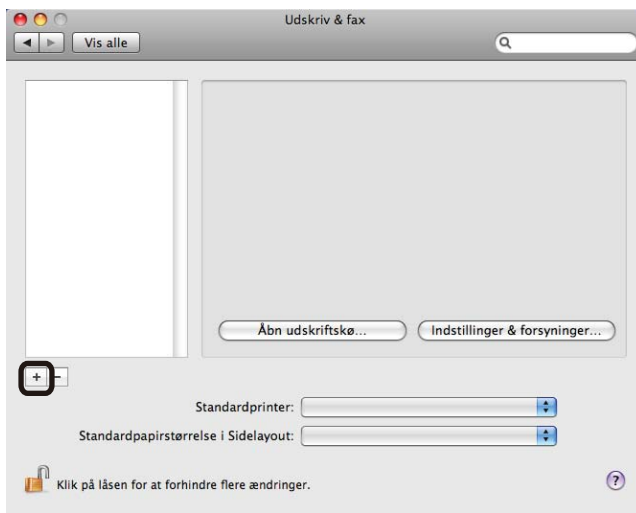 Udskriv & fax
Vis alle
Åbn udskriftskø... Indstillinger & forsyninger...
+ −
Standardprinter:
Standardpapirstørrelse i Sidelayout:
Klik på låsen for at forhindre flere ændringer. ?